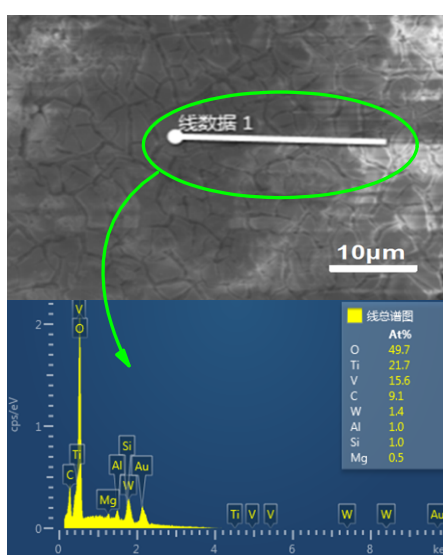 线数据 1
10μm
V
O
Ti
C
Mg
Al
Si
W
Au
Ti
V
V
W
W
Au
cps/eV
2
1
0
0
2
4
6
8
ke
线总谱图
At%
O 49.7
Ti 21.7
V 15.6
C 9.1
W 1.4
Al 1.0
Si 1.0
Mg 0.5